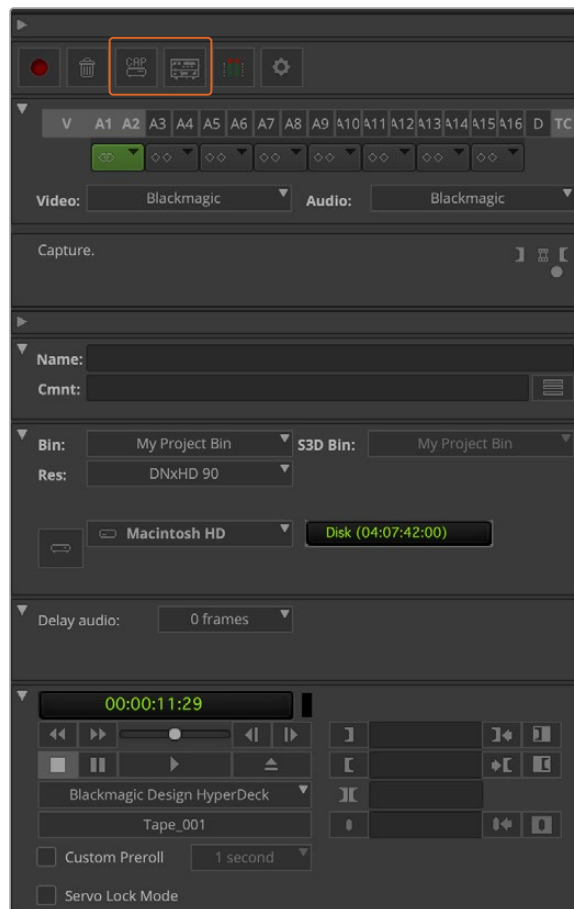 CAP
V A1 A2 A3 A4 A5 A6 A7 A8 A9 A10 A11 A12 A13 A14 A15 A16 D TC
Video: Blackmagic Audio: Blackmagic
Capture.
Name:
Cmnt:
Bin: My Project Bin S3D Bin: My Project Bin
Res: DNxHD 90
Macintosh HD Disk (04:07:42:00)
Delay audio: 0 frames
00:00:11:29
Blackmagic Design HyperDeck
Tape_001
Custom Preroll 1 second
Servo Lock Mode